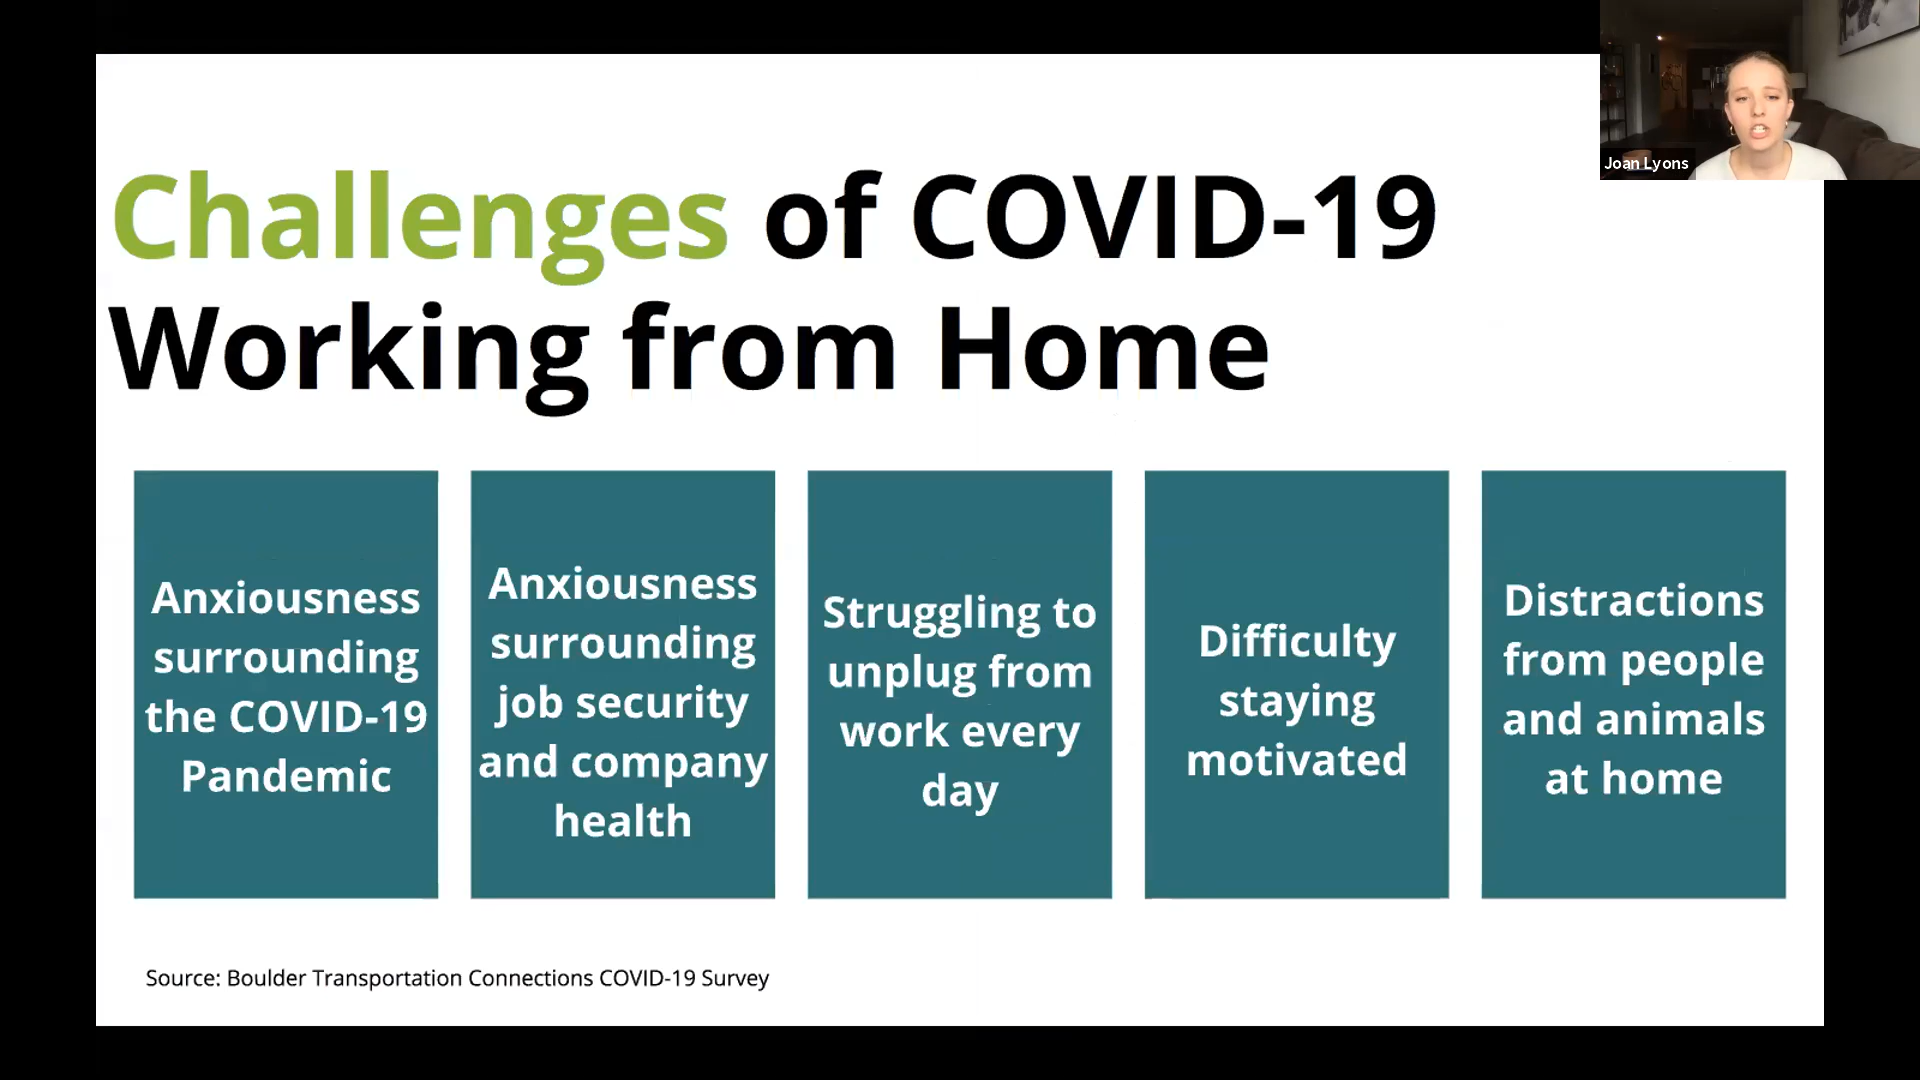 Joan Lyons
Challenges of COVID-19
Working from Home
Anxiousness
surrounding
the COVID-19
Pandemic
Anxiousness
surrounding
job security
and company
health
Struggling to
unplug from
work every
day
Difficulty
staying
motivated
Distractions
from people
and animals
at home
Source: Boulder Transportation Connections COVID-19 Survey